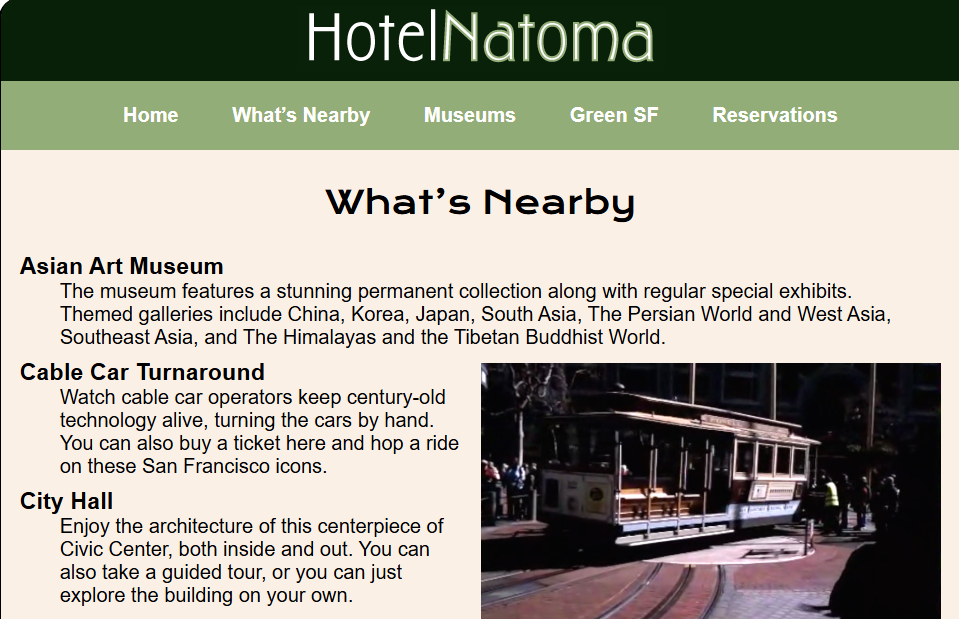 HotelNatoma
Home What’s Nearby Museums Green SF Reservations
What’s Nearby
Asian Art Museum
The museum features a stunning permanent collection along with regular special exhibits.
Themed galleries include China, Korea, Japan, South Asia, The Persian World and West Asia,
Southeast Asia, and The Himalayas and the Tibetan Buddhist World.
Cable Car Turnaround
Watch cable car operators keep century-old
technology alive, turning the cars by hand.
You can also buy a ticket here and hop a ride
on these San Francisco icons.
City Hall
Enjoy the architecture of this centerpiece of
Civic Center, both inside and out. You can
also take a guided tour, or you can just
explore the building on your own.